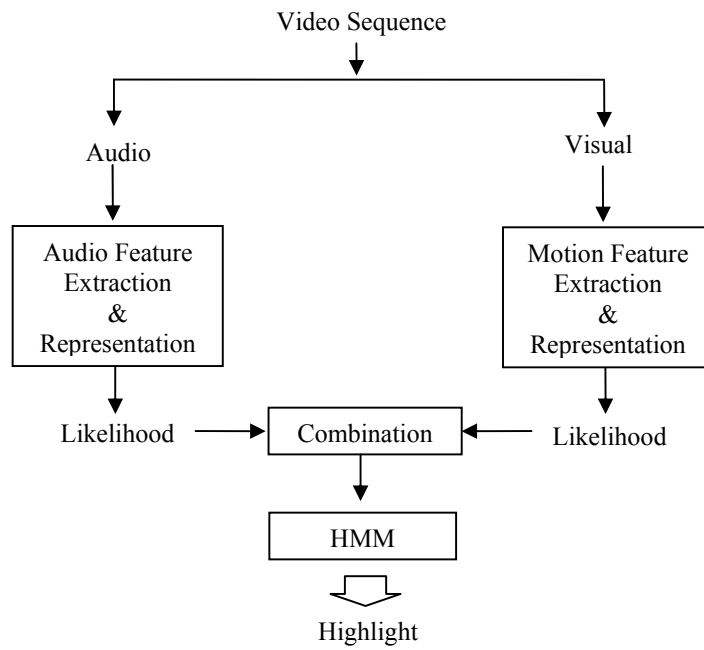 Video Sequence
Audio
Visual
Audio Feature
Extraction
&
Representation
Motion Feature
Extraction
&
Representation
Likelihood
Combination
Likelihood
HMM
Highlight